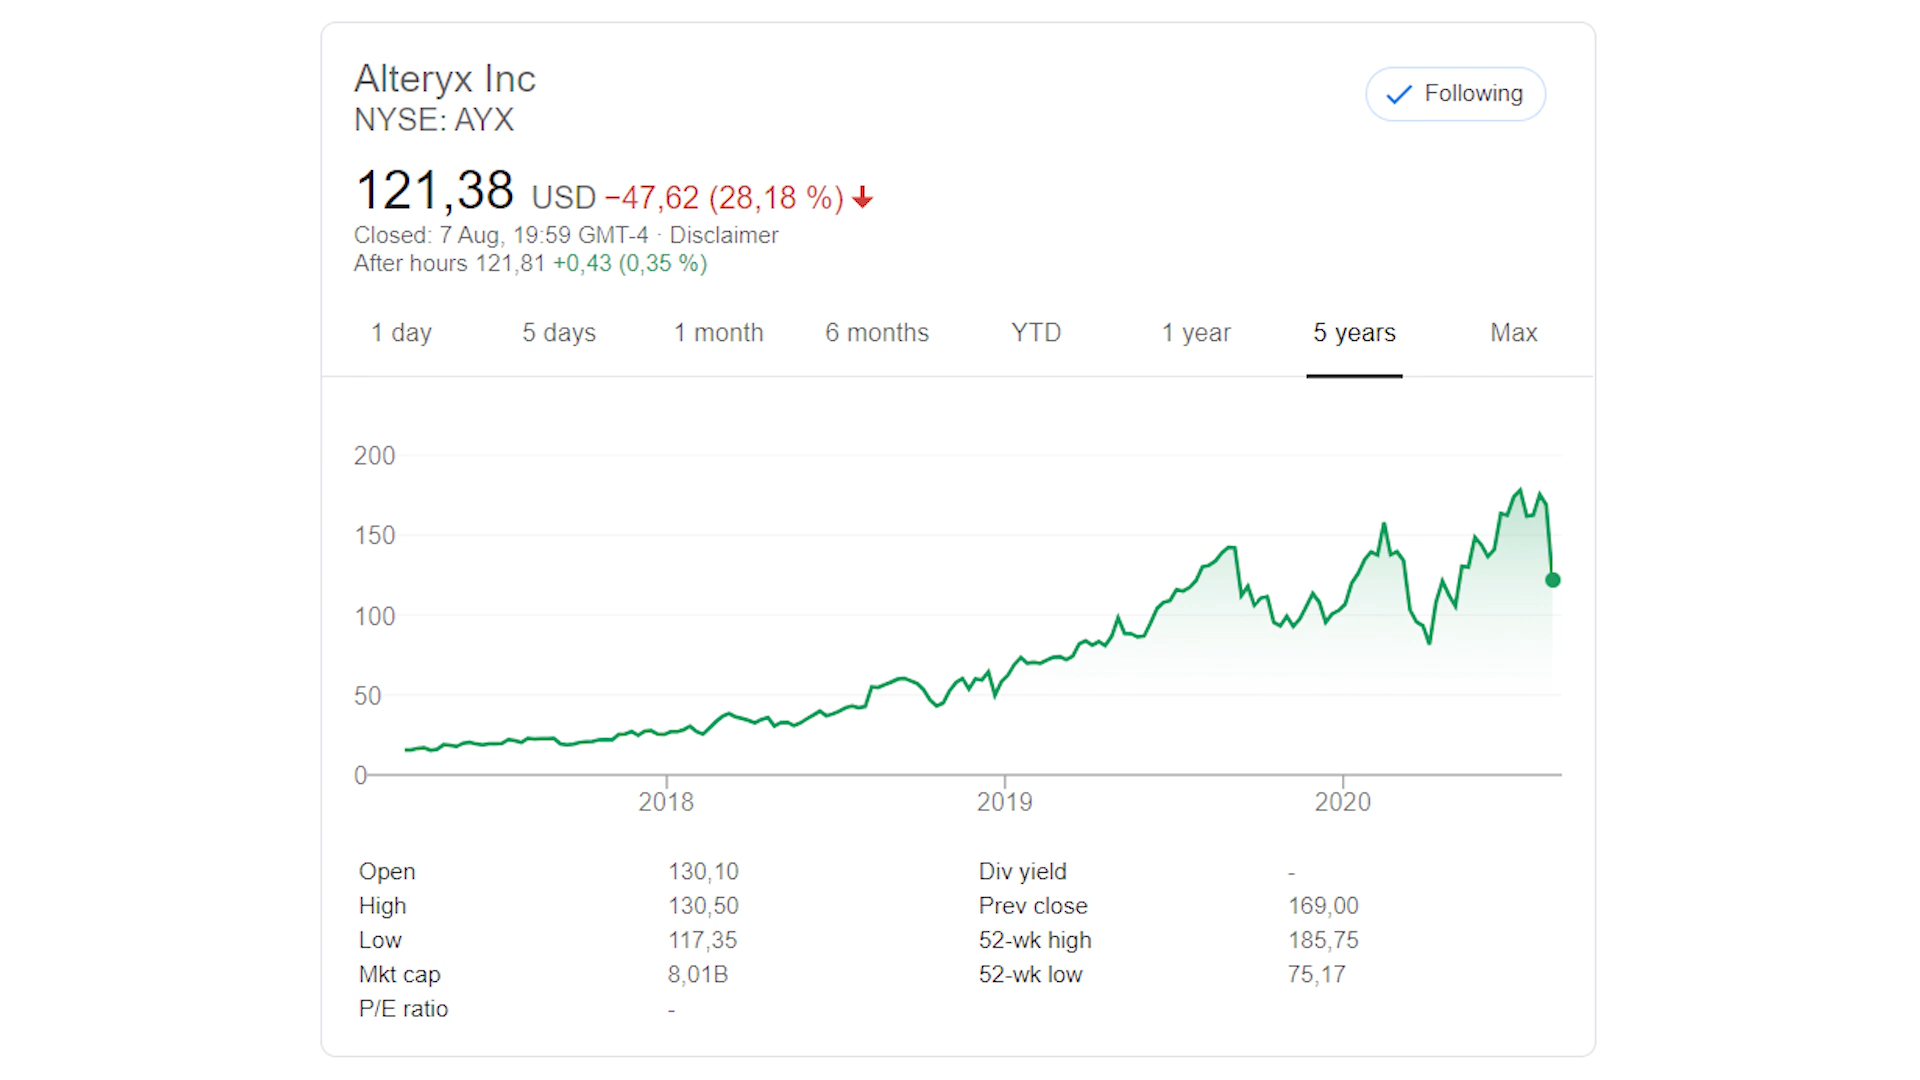 Alteryx Inc
NYSE: AYX
Following
121,38 USD −47,62 (28,18 %)
Closed: 7 Aug, 19:59 GMT-4 · Disclaimer
After hours 121,81 +0,43 (0,35 %)
1 day 5 days 1 month 6 months YTD 1 year 5 years Max
200
150
100
50
0
2018 2019 2020
Open 130,10 Div yield -
High 130,50 Prev close 169,00
Low 117,35 52-wk high 185,75
Mkt cap 8,01B 52-wk low 75,17
P/E ratio -